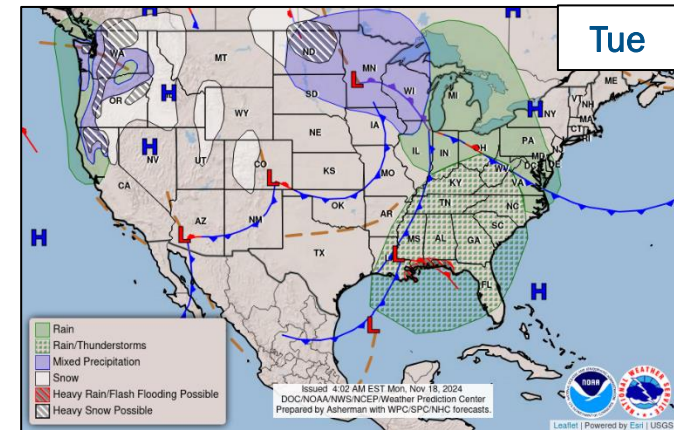 Tue
H
H
WA
MT
ND
MN
L
OR
H
SD
WI
MI
H
ME
VT
NH
NY
CT
MA
RI
WY
IA
PA
H
NV
UT
CO
NE
IL
IN
OH
MD
DE
NJ
DC
WV
VA
CA
L
KS
MO
KY
AZ
NM
OK
AR
TN
NC
L
H
TX
MS
AL
GA
SC
L
FL
H
L
Rain
Rain/Thunderstorms
Mixed Precipitation
Snow
Heavy Rain/Flash Flooding Possible
Heavy Snow Possible
Issued 4:02 AM EST Mon, Nov 18, 2024
DOC/NOAA/NWS/NCEP/Weather Prediction Center
Prepared by Asherman with WPC/SPC/NHC forecasts.
NOAA
NATIONAL WEATHER SERVICE
Leaflet | Powered by Esri | USGS